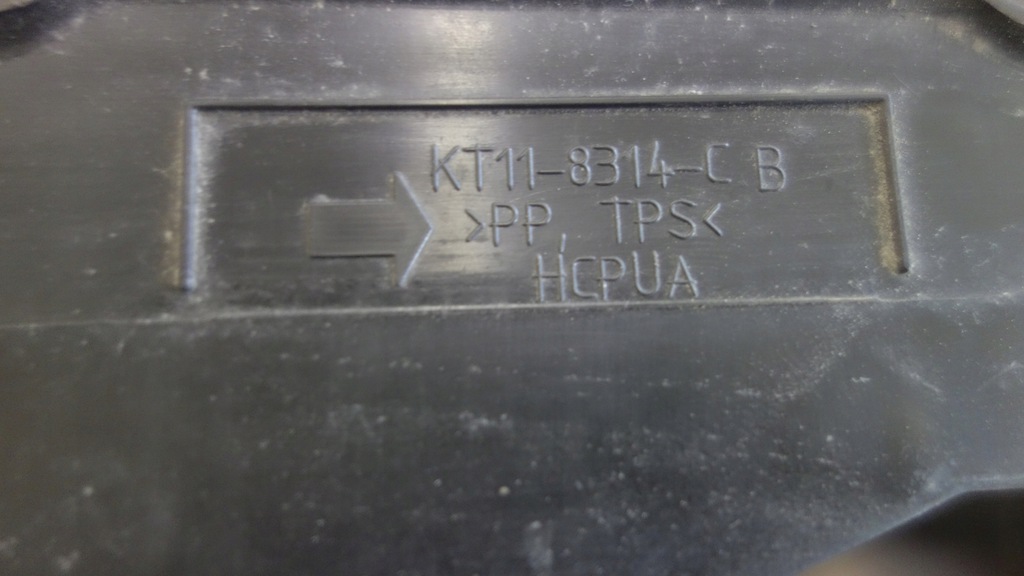 KT11-8314-C B
>PP, TPS<
HCPUA